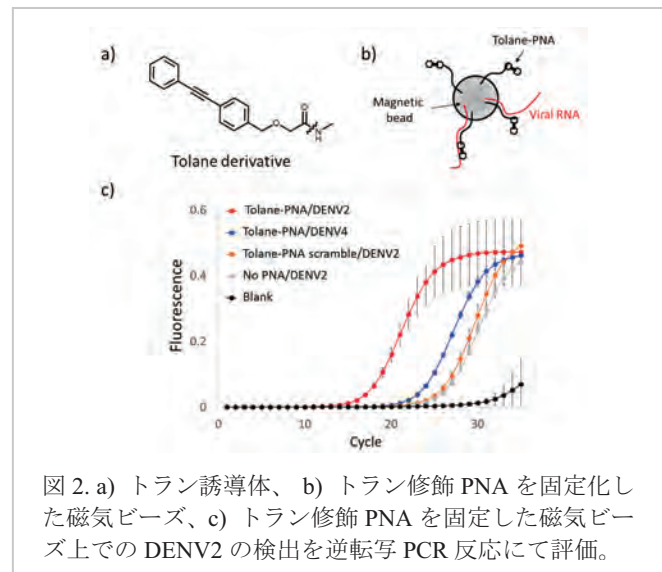 a)
O
O
N
H
Tolane derivative
b)
Tolane-PNA
Magnetic
bead
Viral RNA
c)
0.6
0.4
0.2
0
Fluorescence
Tolane-PNA/DENV2
Tolane-PNA/DENV4
Tolane-PNA scramble/DENV2
No PNA/DENV2
Blank
0
10
20
30
Cycle
図 2. a) トラン誘導体、 b) トラン修飾 PNA を固定化し
た磁気ビーズ、c) トラン修飾 PNA を固定した磁気ビー
ズ上での DENV2 の検出を逆転写 PCR 反応にて評価。